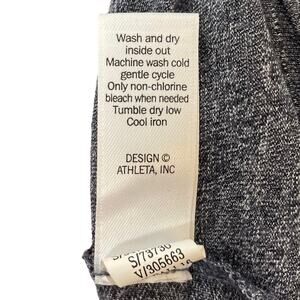 Wash and dry
inside out
Machine wash cold
gentle cycle
Only non-chlorine
bleach when needed
Tumble dry low
Cool iron
DESIGN ©
ATHLETA, INC
V/305663